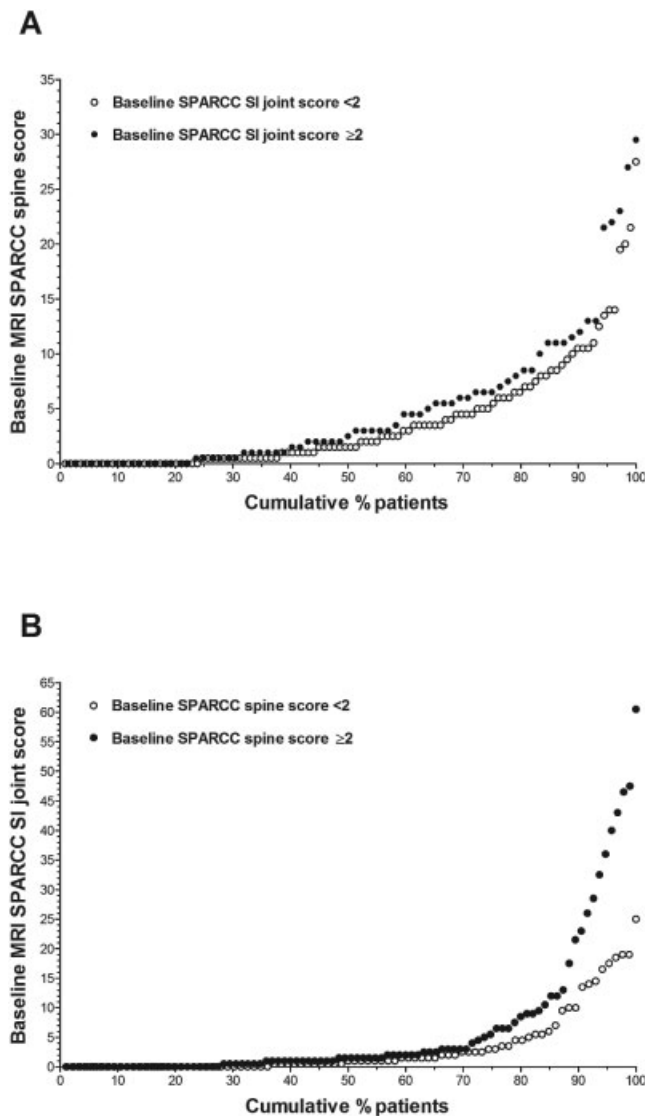 A
Baseline MRI SPARCC spine score
35
30
25
20
15
10
5
0
Baseline SPARCC SI joint score <2
Baseline SPARCC SI joint score ≥2
0 10 20 30 40 50 60 70 80 90 100
Cumulative % patients
B
Baseline MRI SPARCC SI joint score
65
60
55
50
45
40
35
30
25
20
15
10
5
0
Baseline SPARCC spine score <2
Baseline SPARCC spine score ≥2
0 10 20 30 40 50 60 70 80 90 100
Cumulative % patients